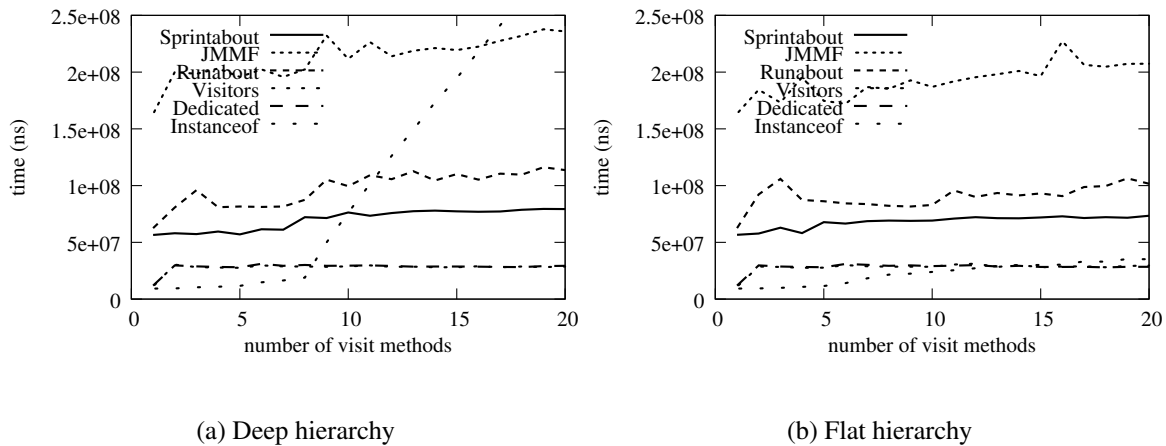 2.5e+08
2e+08
1.5e+08
1e+08
5e+07
0
time (ns)
Sprintabout
JMMF
Runabout
Visitors
Dedicated
Instanceof
0 5 10 15 20
number of visit methods
(a) Deep hierarchy
2.5e+08
2e+08
1.5e+08
1e+08
5e+07
0
time (ns)
Sprintabout
JMMF
Runabout
Visitors
Dedicated
Instanceof
0 5 10 15 20
number of visit methods
(b) Flat hierarchy